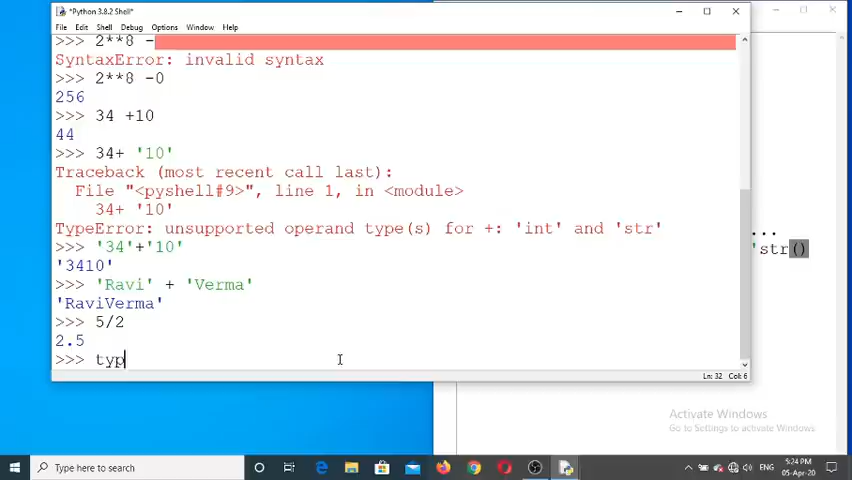 *Python 3.8.2 Shell*
File Edit Shell Debug Options Window Help
>>> 2**8 -
SyntaxError: invalid syntax
>>> 2**8 -0
256
>>> 34 +10
44
>>> 34+ '10'
Traceback (most recent call last):
File "<pyshell#9>", line 1, in <module>
34+ '10'
TypeError: unsupported operand type(s) for +: 'int' and 'str'
>>> '34'+'10'
'3410'
>>> 'Ravi' + 'Verma'
'RaviVerma'
>>> 5/2
2.5
>>> typ
Ln: 32 Col: 6
...
'str()
Activate Windows
Go to Settings to activate Windows.
Type here to search
ENG
5:24 PM
05-Apr-20